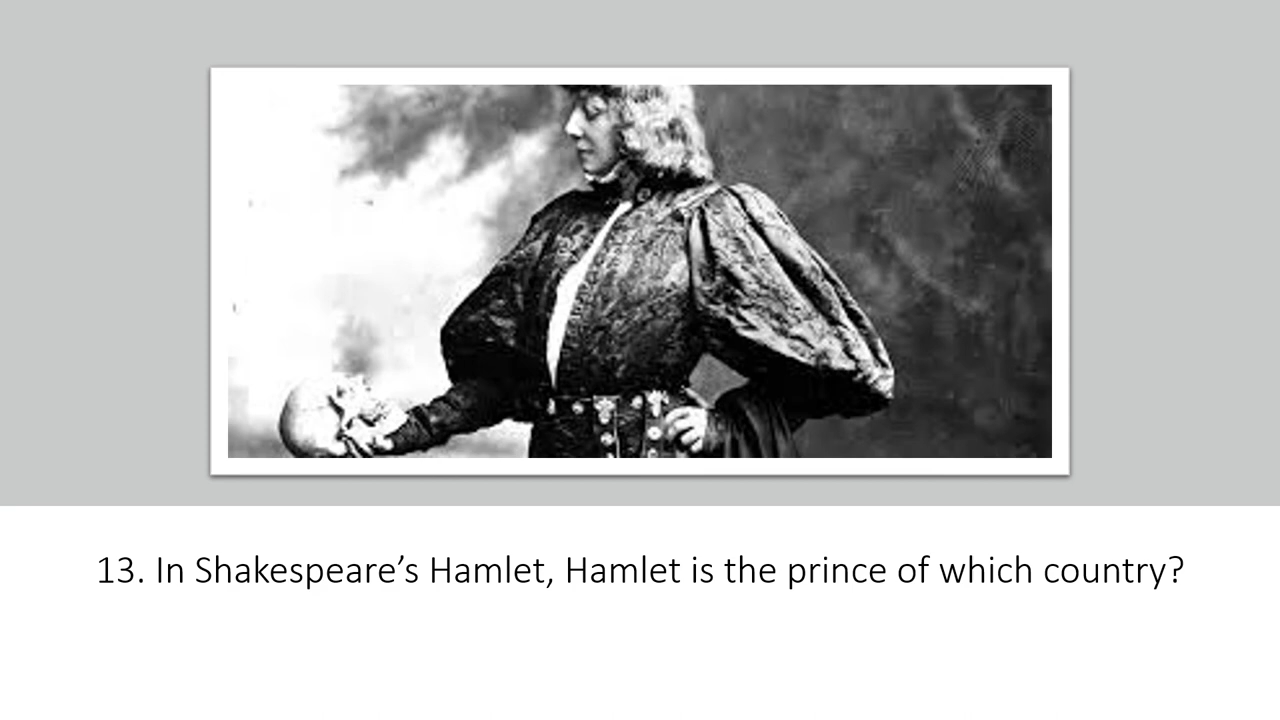 13. In Shakespeare’s Hamlet, Hamlet is the prince of which country?